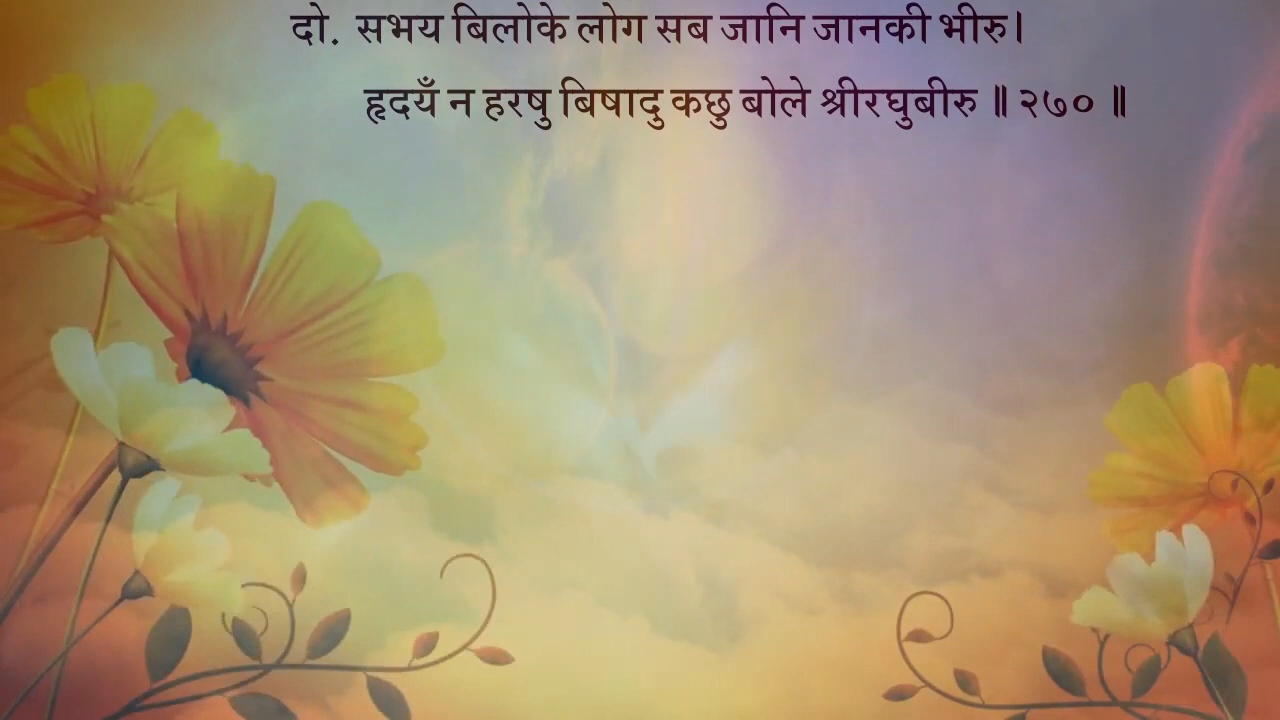 दो. सभय बिलोके लोग सब जानि जानकी भीरु।
हृदयँ न हरषु बिषादु कछु बोले श्रीरघुबीरु ॥ २७० ॥